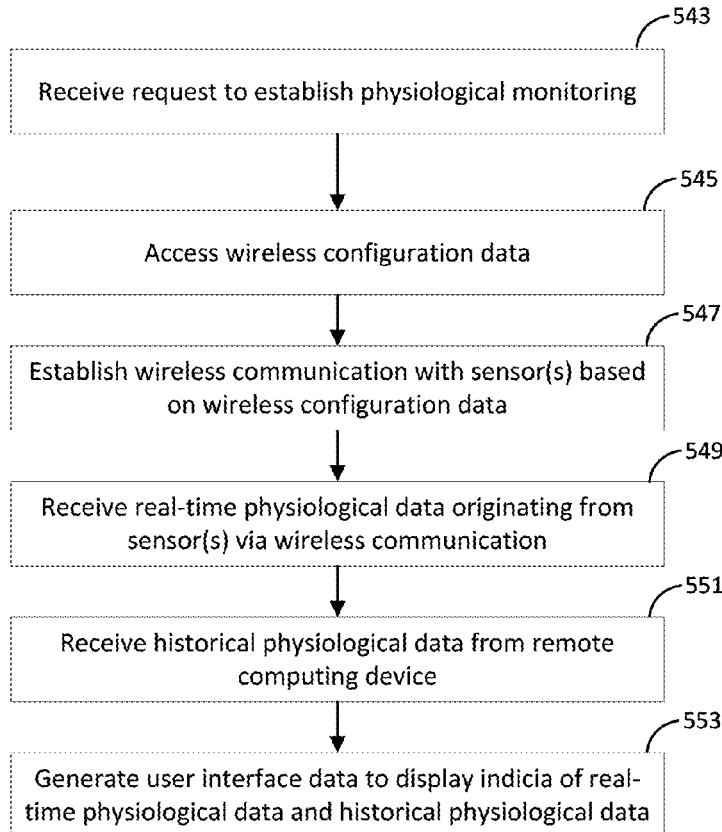 543
Receive request to establish physiological monitoring
545
Access wireless configuration data
547
Establish wireless communication with sensor(s) based
on wireless configuration data
549
Receive real-time physiological data originating from
sensor(s) via wireless communication
551
Receive historical physiological data from remote
computing device
553
Generate user interface data to display indicia of real-
time physiological data and historical physiological data